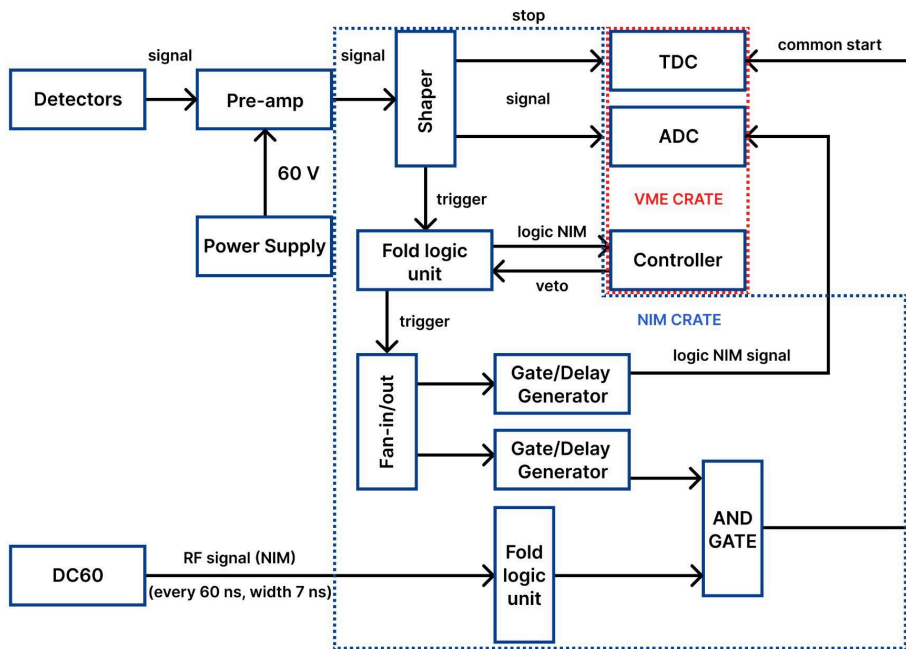 stop
signal
signal
Shaper
TDC
common start
Detectors
Pre-amp
signal
ADC
60 V
trigger
VME CRATE
Power Supply
Fold logic
unit
logic NIM
veto
Controller
NIM CRATE
trigger
logic NIM signal
Fan-in/out
Gate/Delay
Generator
Gate/Delay
Generator
AND
GATE
DC60
RF signal (NIM)
(every 60 ns, width 7 ns)
Fold
logic
unit